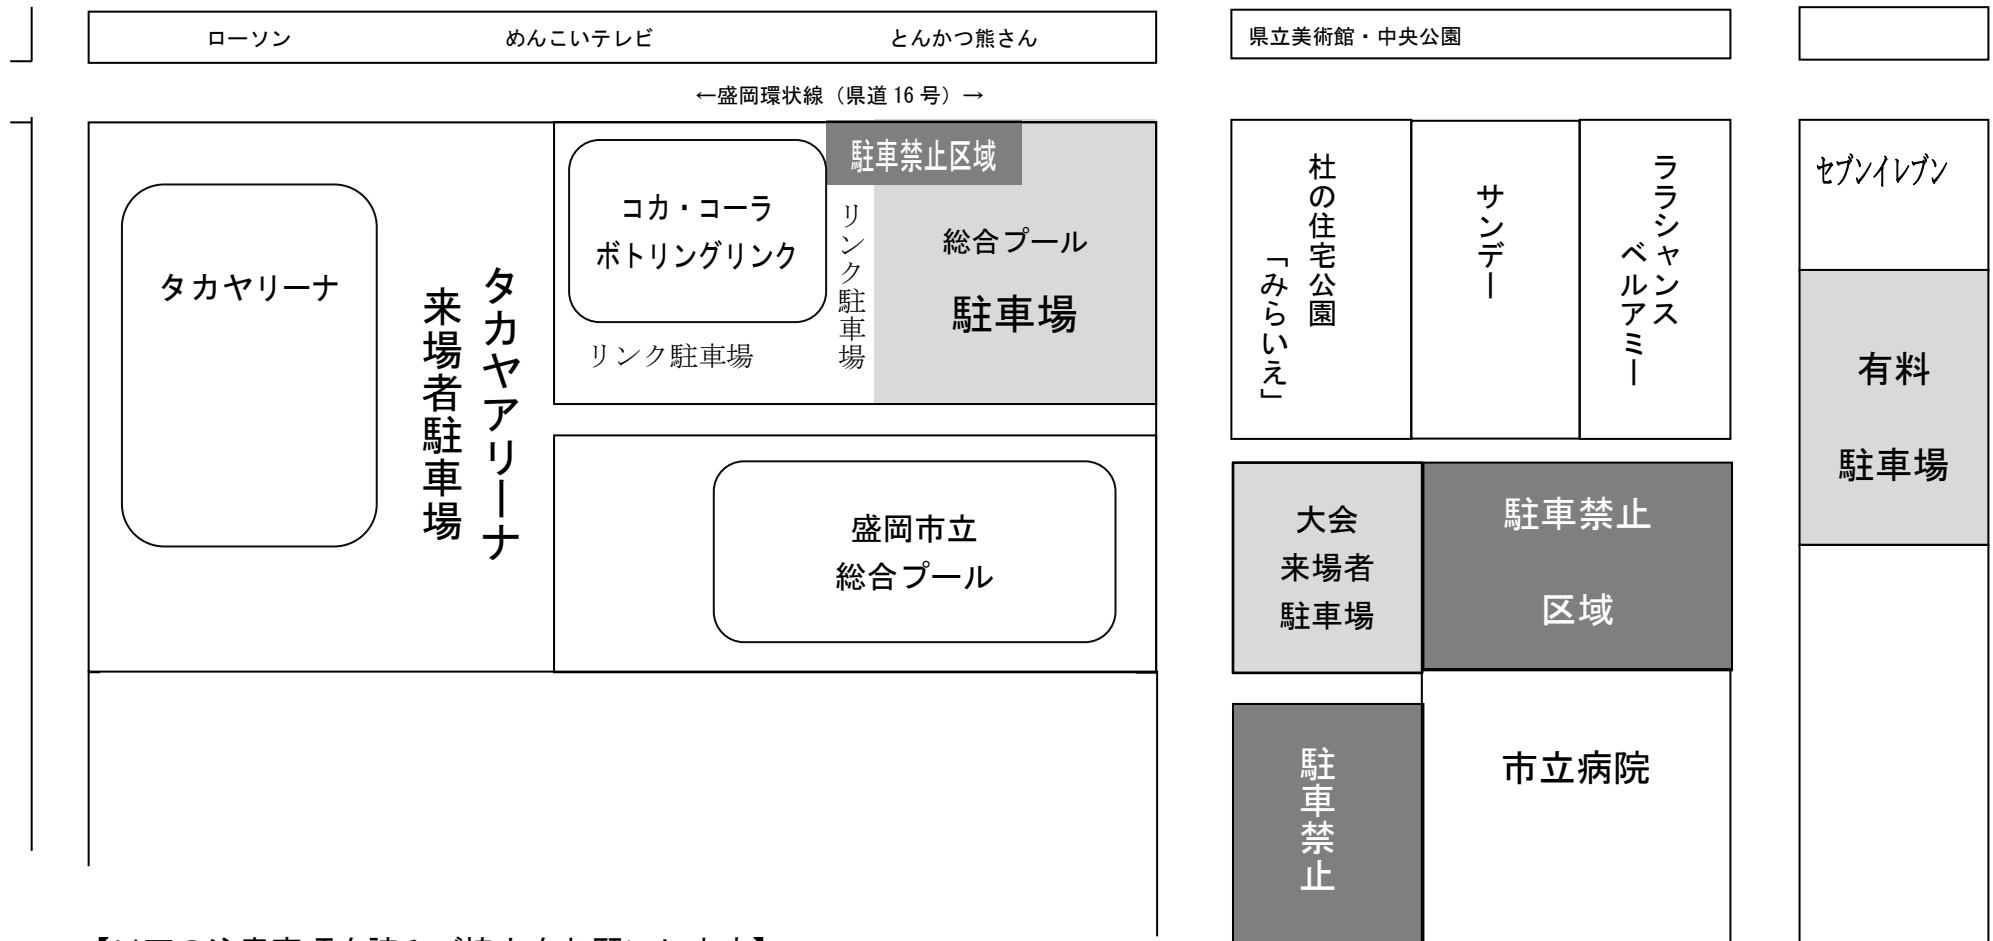 ローソン めんこいテレビ とんかつ熊さん 県立美術館・中央公園
←盛岡環状線（県道16号）→
タカヤリーナ
タカヤアリーナ
来場者駐車場
コカ・コーラ
ボトリングリンク
リンク駐車場
リンク駐車場
駐車禁止区域
総合プール
駐車場
盛岡市立
総合プール
杜の住宅公園
「みらいえ」
サンデー
ララシャンス
ベルアミー
セブンイレブン
有料
駐車場
大会
来場者
駐車場
駐車禁止
区域
駐車禁止
市立病院